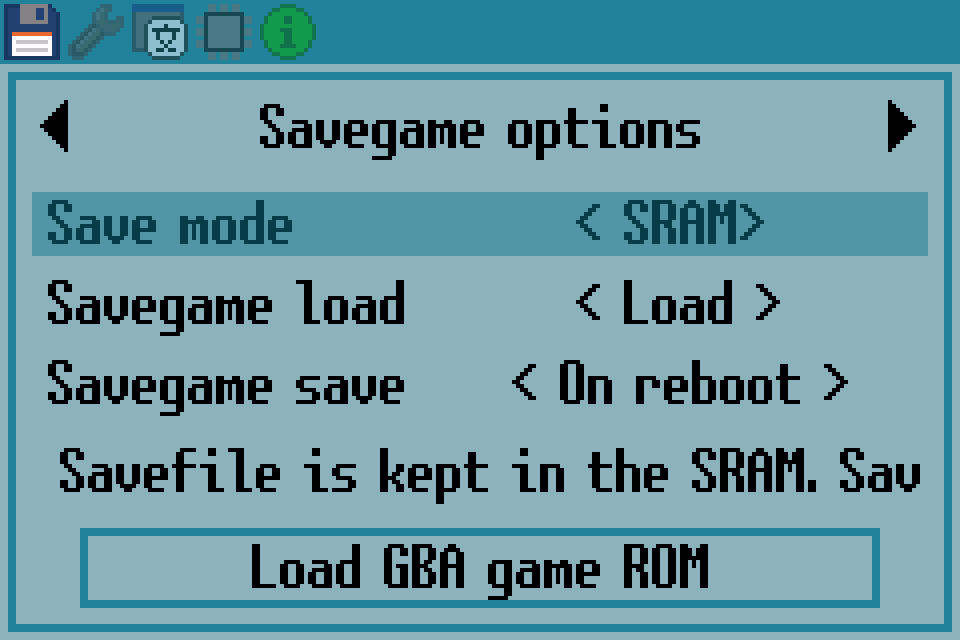 Savegame options
Save mode < SRAM>
Savegame load < Load >
Savegame save < On reboot >
Savefile is kept in the SRAM. Sav
Load GBA game ROM